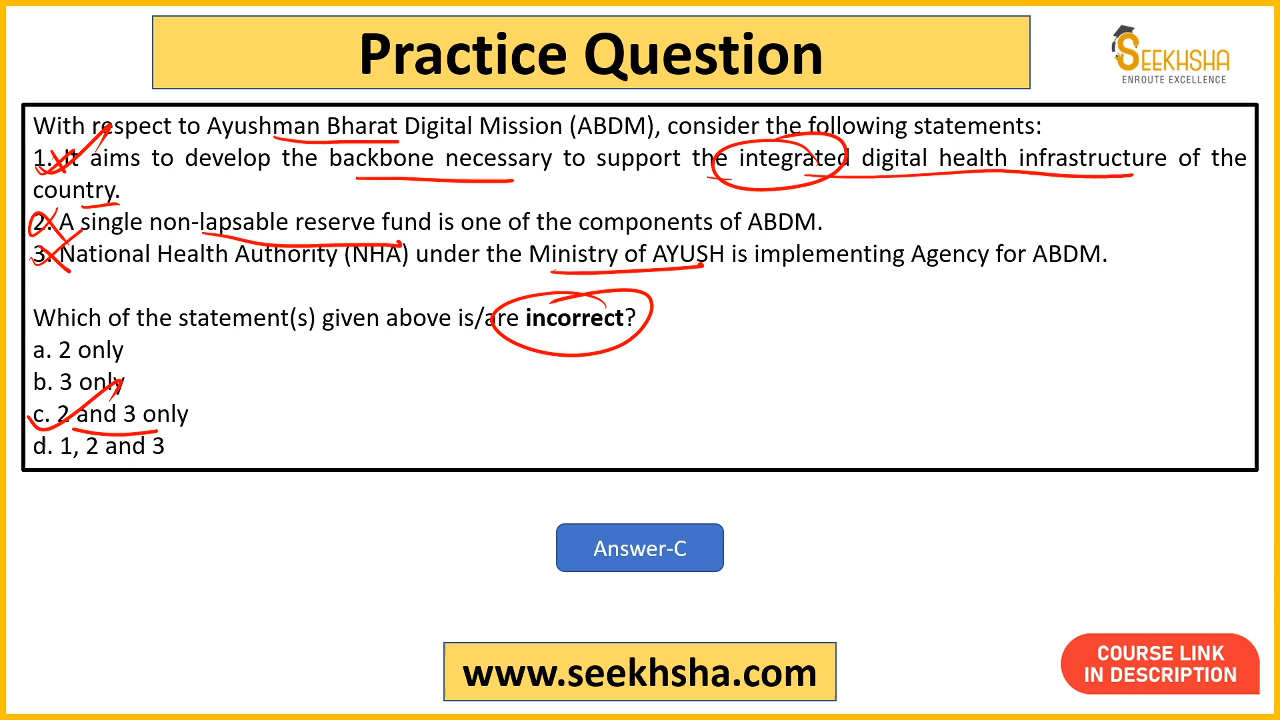 Practice Question
SEEKHSHA
ENROUTE EXCELLENCE
With respect to Ayushman Bharat Digital Mission (ABDM), consider the following statements:
1. It aims to develop the backbone necessary to support the integrated digital health infrastructure of the
country.
2. A single non-lapsable reserve fund is one of the components of ABDM.
3. National Health Authority (NHA) under the Ministry of AYUSH is implementing Agency for ABDM.
Which of the statement(s) given above is/are incorrect?
a. 2 only
b. 3 only
c. 2 and 3 only
d. 1, 2 and 3
Answer-C
www.seekhsha.com
COURSE LINK
IN DESCRIPTION